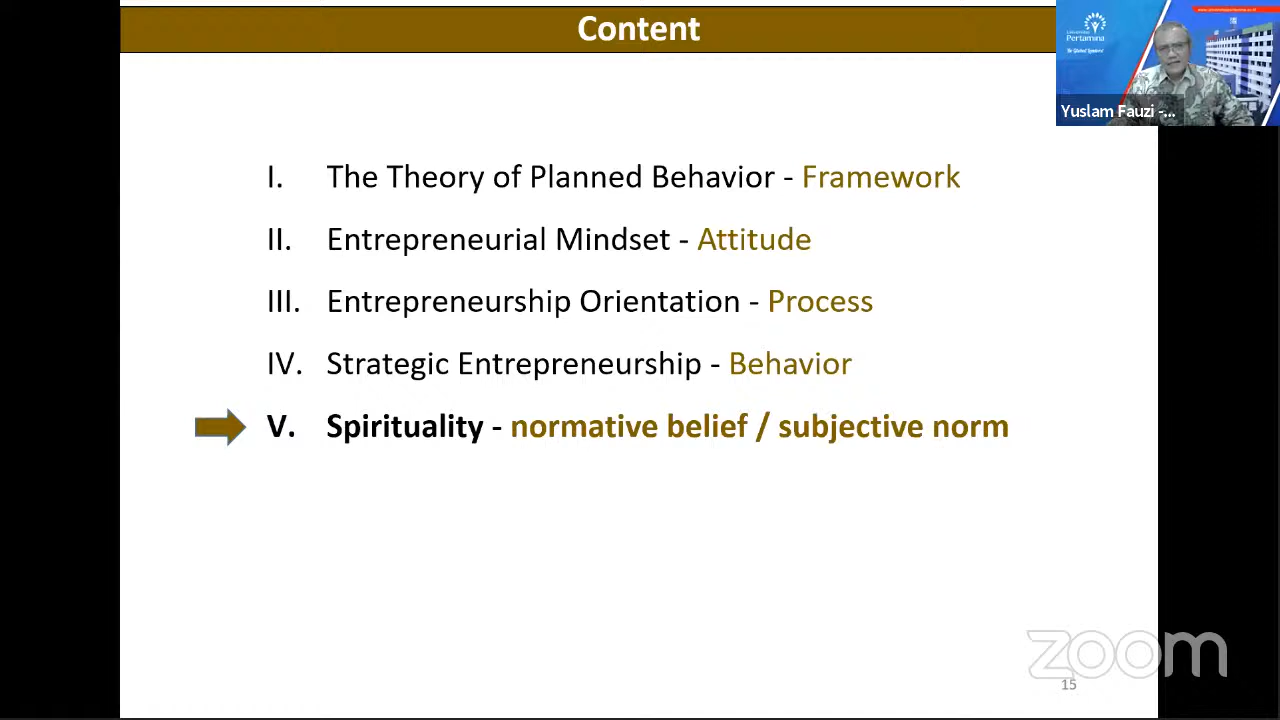 Content
Universitas
Pertamina
Yuslam Fauzi -...
I. The Theory of Planned Behavior - Framework
II. Entrepreneurial Mindset - Attitude
III. Entrepreneurship Orientation - Process
IV. Strategic Entrepreneurship - Behavior
V. Spirituality - normative belief / subjective norm
zoom
15